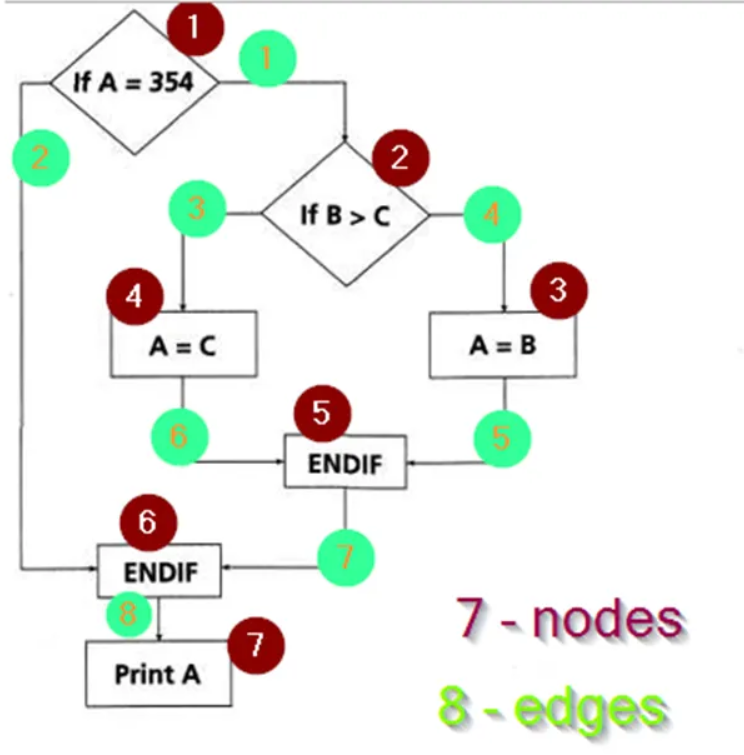 1
1
If A = 354
2
2
If B > C
3
4
4
3
A = C
A = B
5
6
5
ENDIF
6
7
ENDIF
8
7 - nodes
7
Print A
8 - edges